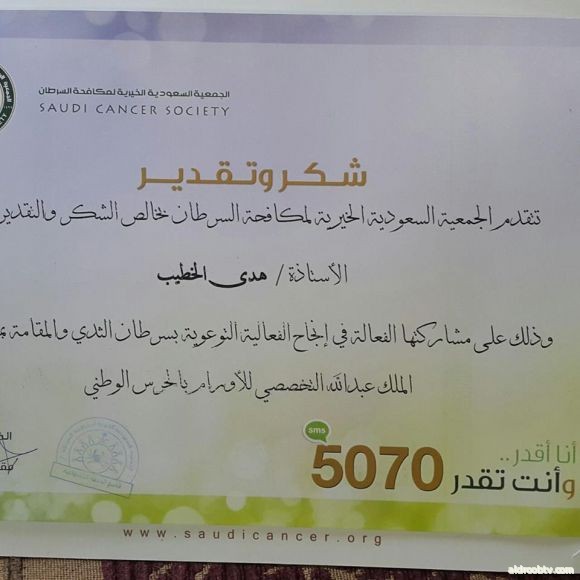 الجمعية السعودية الخيرية لمكافحة السرطان
SAUDI CANCER SOCIETY
شكر وتقدير
تتقدم الجمعية السعودية الخيرية لمكافحة السرطان بخالص الشكر والتقدير
الأستاذة / هدى الخطيب
وذلك على مشاركتها الفعالة في إنجاح الفعالية التوعوية بسرطان الثدي والمقامة
الملك عبدالله التخصصي للأورام بالحرس الوطني
sms
أنا أقدر..
وأنت تقدر 5070
www.saudicancer.org
aldroobtv.com